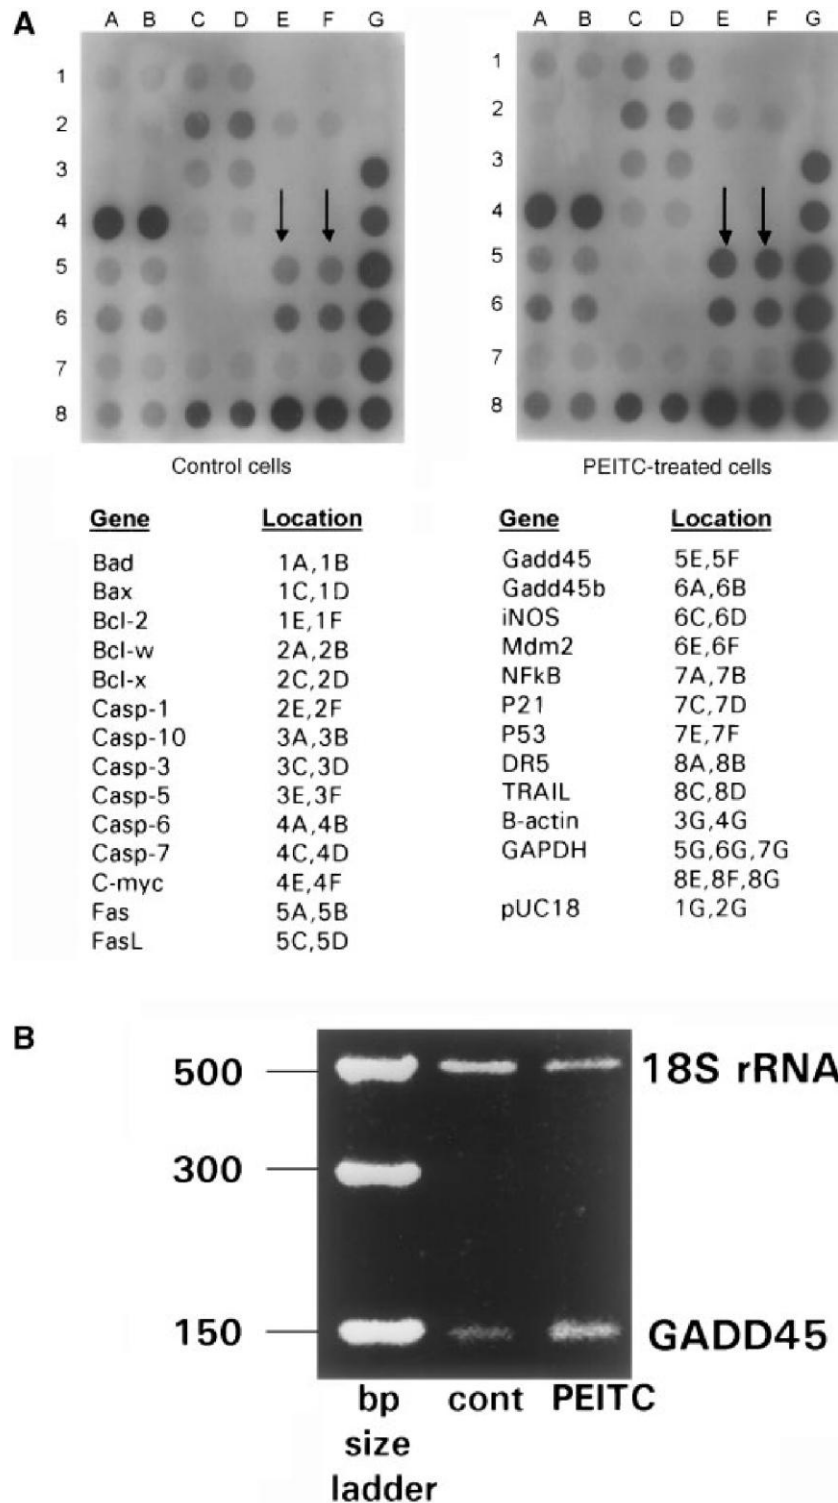 A
A B C D E F G
A B C D E F G
1
2
3
4
5
6
7
8
1
2
3
4
5
6
7
8
Control cells
PEITC-treated cells
Gene Location
Bad 1A,1B
Bax 1C,1D
Bcl-2 1E,1F
Bcl-w 2A,2B
Bcl-x 2C,2D
Casp-1 2E,2F
Casp-10 3A,3B
Casp-3 3C,3D
Casp-5 3E,3F
Casp-6 4A,4B
Casp-7 4C,4D
C-myc 4E,4F
Fas 5A,5B
FasL 5C,5D
Gene Location
Gadd45 5E,5F
Gadd45b 6A,6B
iNOS 6C,6D
Mdm2 6E,6F
NFkB 7A,7B
P21 7C,7D
P53 7E,7F
DR5 8A,8B
TRAIL 8C,8D
B-actin 3G,4G
GAPDH 5G,6G,7G
8E,8F,8G
pUC18 1G,2G
B
500 18S rRNA
300
150 GADD45
bp cont PEITC
size
ladder